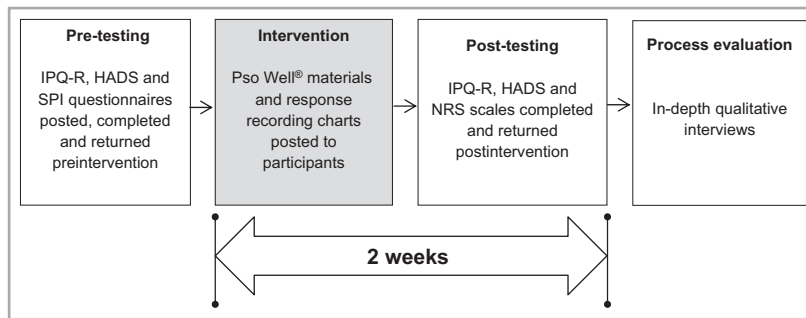 Pre-testing
IPQ-R, HADS and
SPI questionnaires
posted, completed
and returned
preintervention
Intervention
Pso Well® materials
and response
recording charts
posted to
participants
Post-testing
IPQ-R, HADS and
NRS scales completed
and returned
postintervention
Process evaluation
In-depth qualitative
interviews
2 weeks